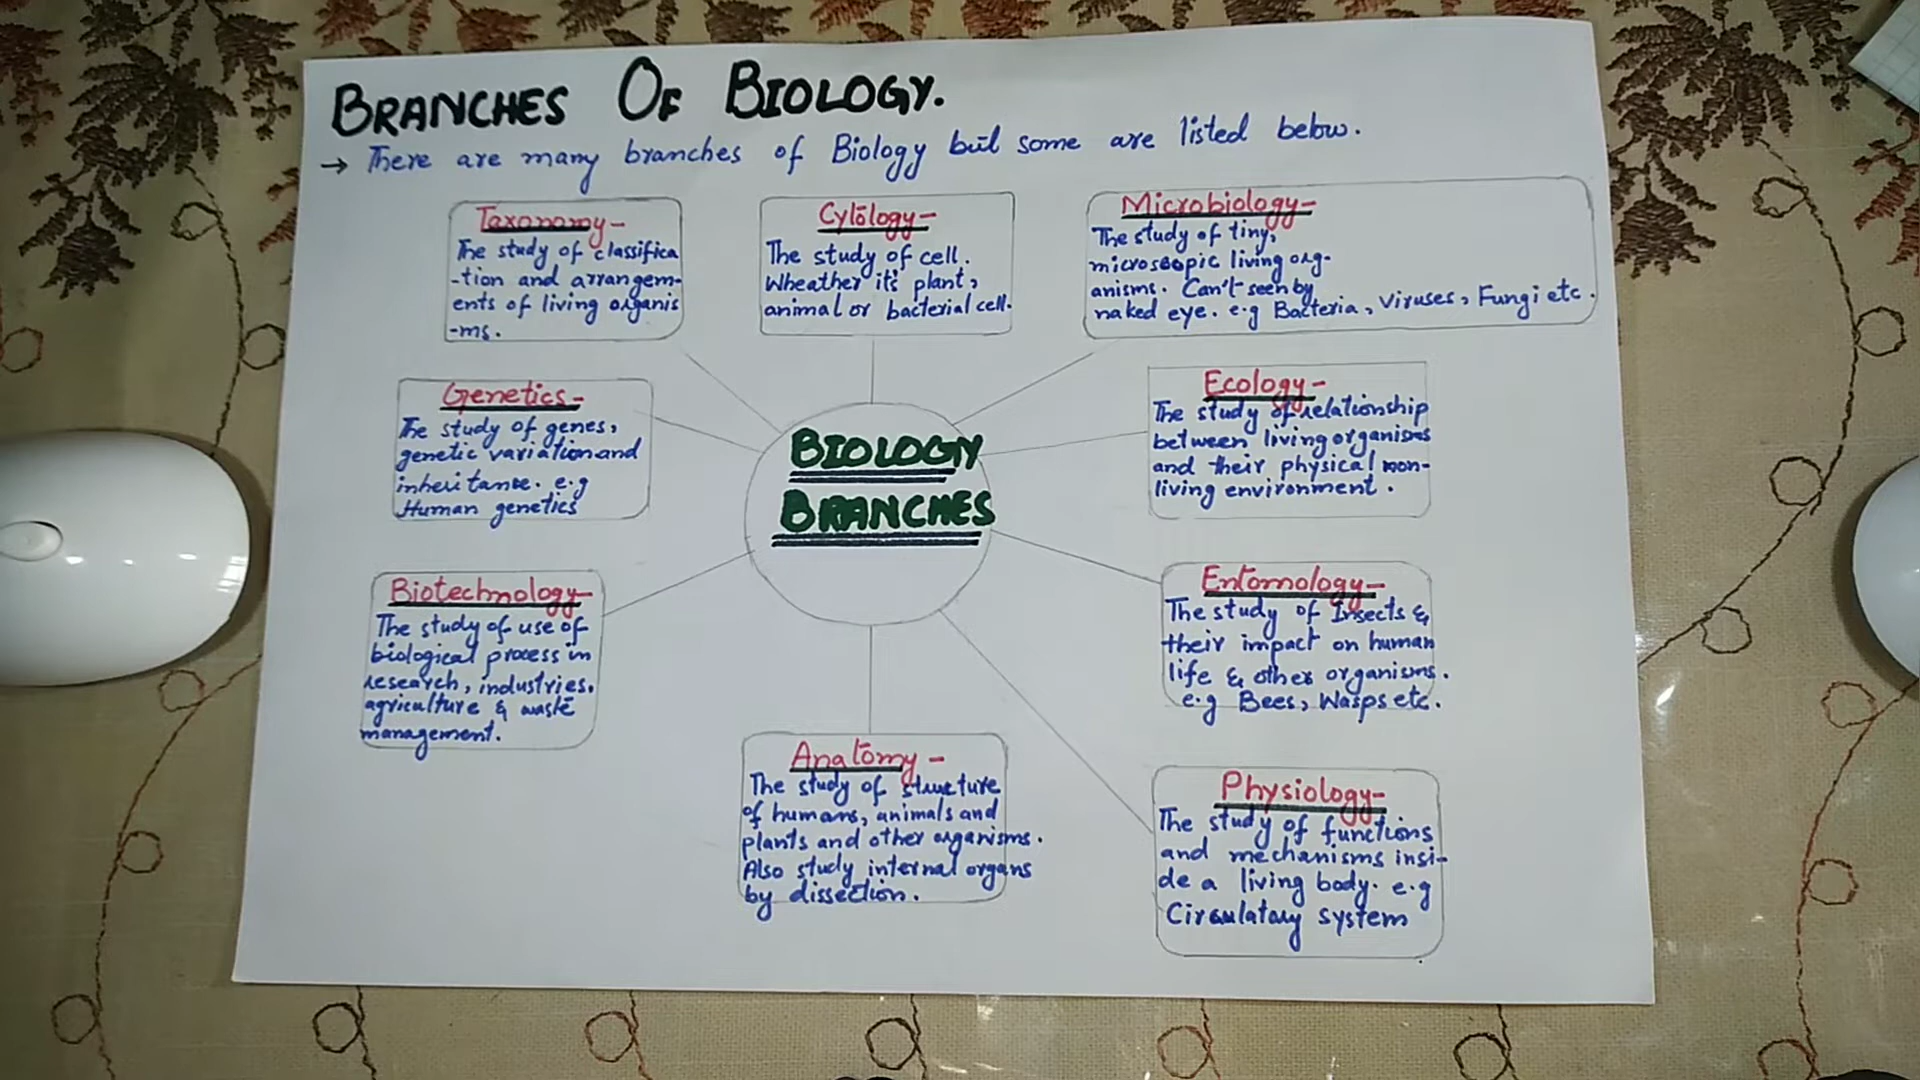 BRANCHES OF BIOLOGY.
→ There are many branches of Biology but some are listed below.
Taxonomy-
The study of classifica
-tion and arrangem-
ents of living organis
-ms.
Cytology-
The study of cell.
Wheather it's plant,
animal or bacterial cell.
Microbiology-
The study of tiny,
microscopic living org-
anisms. Can't seen by
naked eye. e.g Bacteria, Viruses, Fungi etc.
Genetics-
The study of genes,
genetic variation and
inheritance. e.g
Human genetics
BIOLOGY
BRANCHES
Ecology-
The study of relationship
between living organisms
and their physical non-
living environment.
Biotechnology-
The study of use of
biological process in
research, industries,
agriculture & waste
management.
Entomology-
The study of Insects &
their impact on human
life & other organisms.
e.g Bees, Wasps etc.
Anatomy-
The study of structure
of humans, animals and
plants and other organisms.
Also study internal organs
by dissection.
Physiology-
The study of functions
and mechanisms insi-
de a living body. e.g
Circulatory system